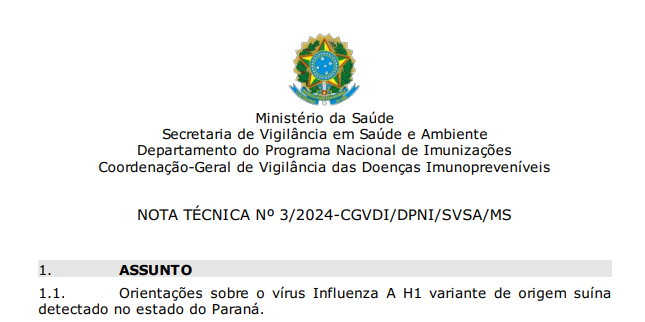 Ministério da Saúde
Secretaria de Vigilância em Saúde e Ambiente
Departamento do Programa Nacional de Imunizações
Coordenação-Geral de Vigilância das Doenças Imunopreveníveis
NOTA TÉCNICA Nº 3/2024-CGVDI/DPNI/SVSA/MS
1. ASSUNTO
1.1. Orientações sobre o vírus Influenza A H1 variante de origem suína
detectado no estado do Paraná.